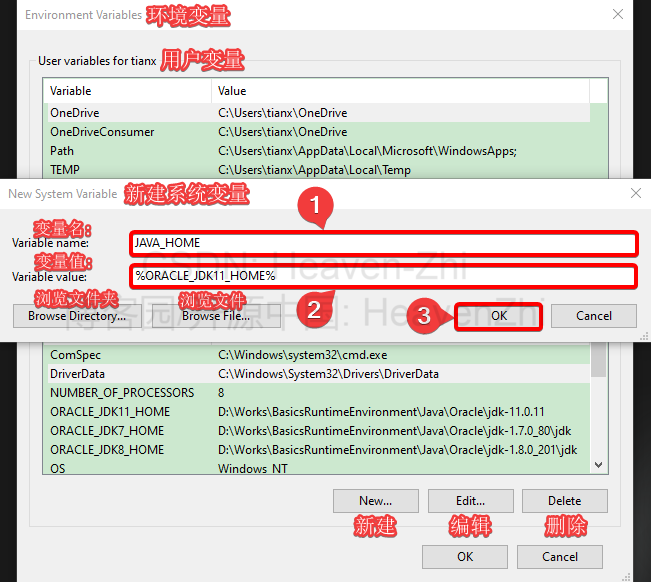 Environment Variables 环境变量
User variables for tianx 用户变量
Variable Value
OneDrive C:\Users\tianx\OneDrive
OneDriveConsumer C:\Users\tianx\OneDrive
Path C:\Users\tianx\AppData\Local\Microsoft\WindowsApps;
TEMP C:\Users\tianx\AppData\Local\Temp
New System Variable 新建系统变量
1
变量名:
Variable name: JAVA_HOME
CSDN: Heaven-Zhi
变量值:
Variable value: %ORACLE_JDK11_HOME%
浏览文件夹 浏览文件 2 3
Browse Directory... Browse File... OK Cancel
博客园/开源中国: HeavenZhi
ComSpec C:\Windows\system32\cmd.exe
DriverData C:\Windows\System32\Drivers\DriverData
NUMBER_OF_PROCESSORS 8
ORACLE_JDK11_HOME D:\Works\BasicsRuntimeEnvironment\Java\Oracle\jdk-11.0.11
ORACLE_JDK7_HOME D:\Works\BasicsRuntimeEnvironment\Java\Oracle\jdk-1.7.0_80\jdk
ORACLE_JDK8_HOME D:\Works\BasicsRuntimeEnvironment\Java\Oracle\jdk-1.8.0_201\jdk
OS Windows_NT
New... Edit... Delete
新建 编辑 删除
OK Cancel